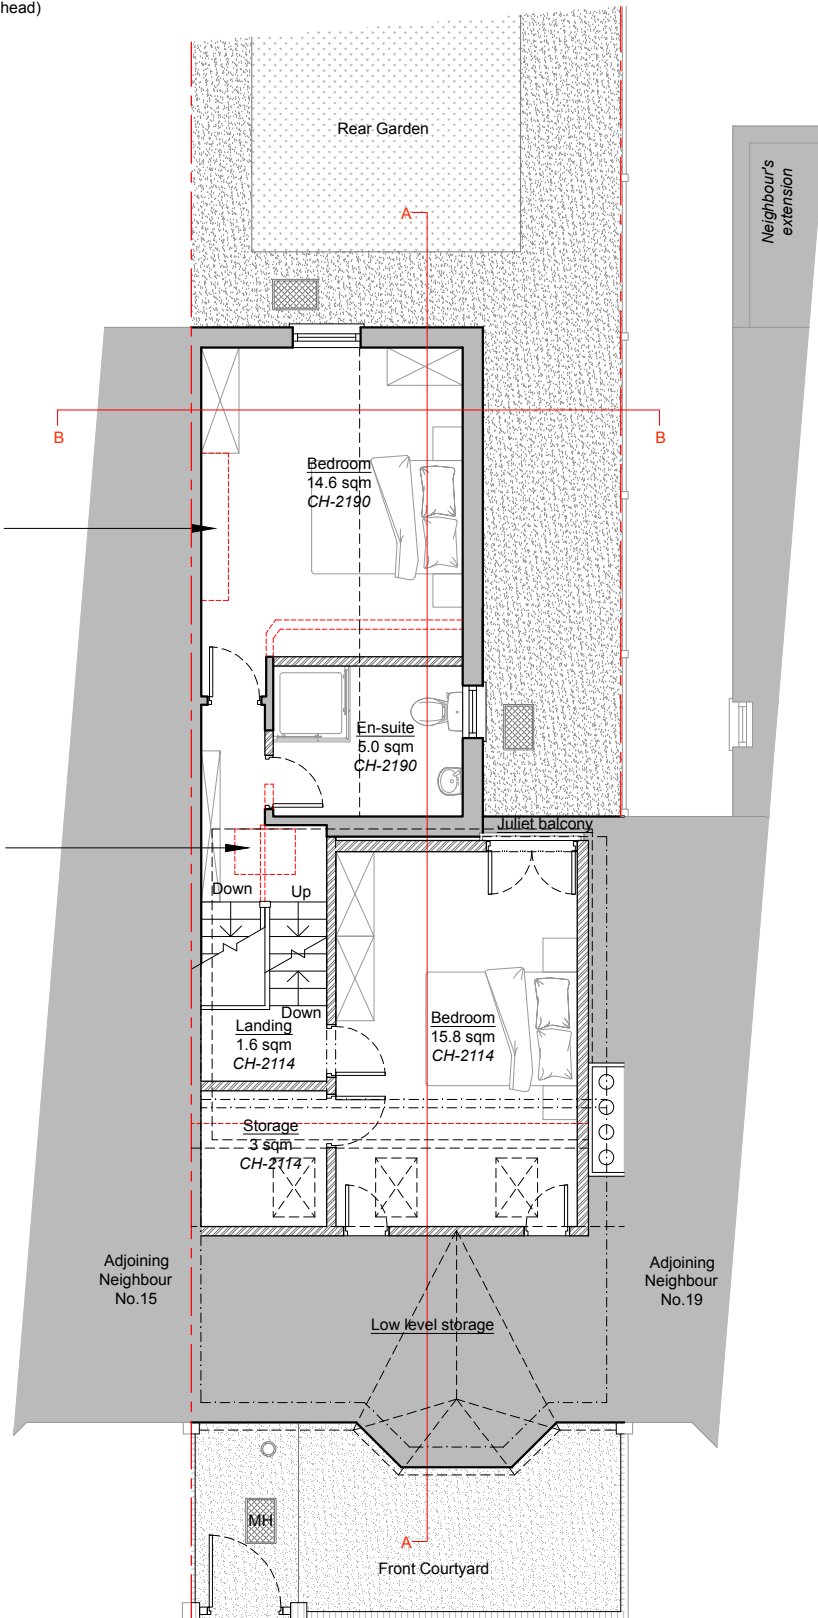 head)
Rear Garden
Neighbour's
extension
A
B
B
Bedroom
14.6 sqm
CH-2190
En-suite
5.0 sqm
CH-2190
Juliet balcony
Down
Up
Down
Landing
1.6 sqm
CH-2114
Bedroom
15.8 sqm
CH-2114
Storage
3 sqm
CH-2114
Adjoining
Neighbour
No.15
Adjoining
Neighbour
No.19
Low level storage
MH
A
Front Courtyard